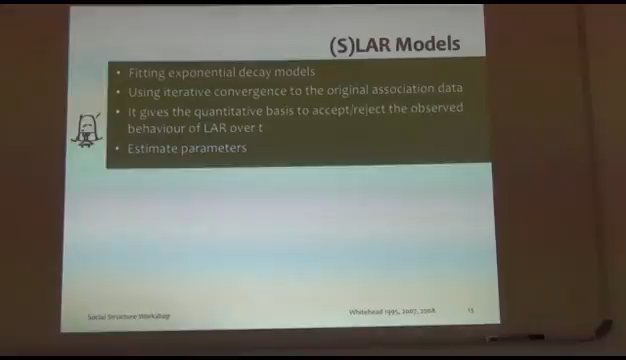 (S)LAR Models
• Fitting exponential decay models
• Using iterative convergence to the original association data
• It gives the quantitative basis to accept/reject the observed
behaviour of LAR over t
• Estimate parameters
Social Structure Workshop
Whitehead 1995, 2007, 2008